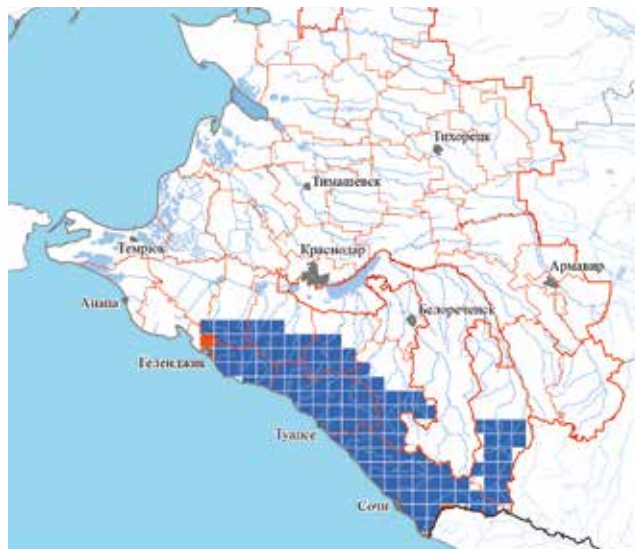 Тихорецк
Тимашевск
Темрюк
Краснодар
Армавир
Анапа
Белореченск
Геленджик
Туапсе
Сочи